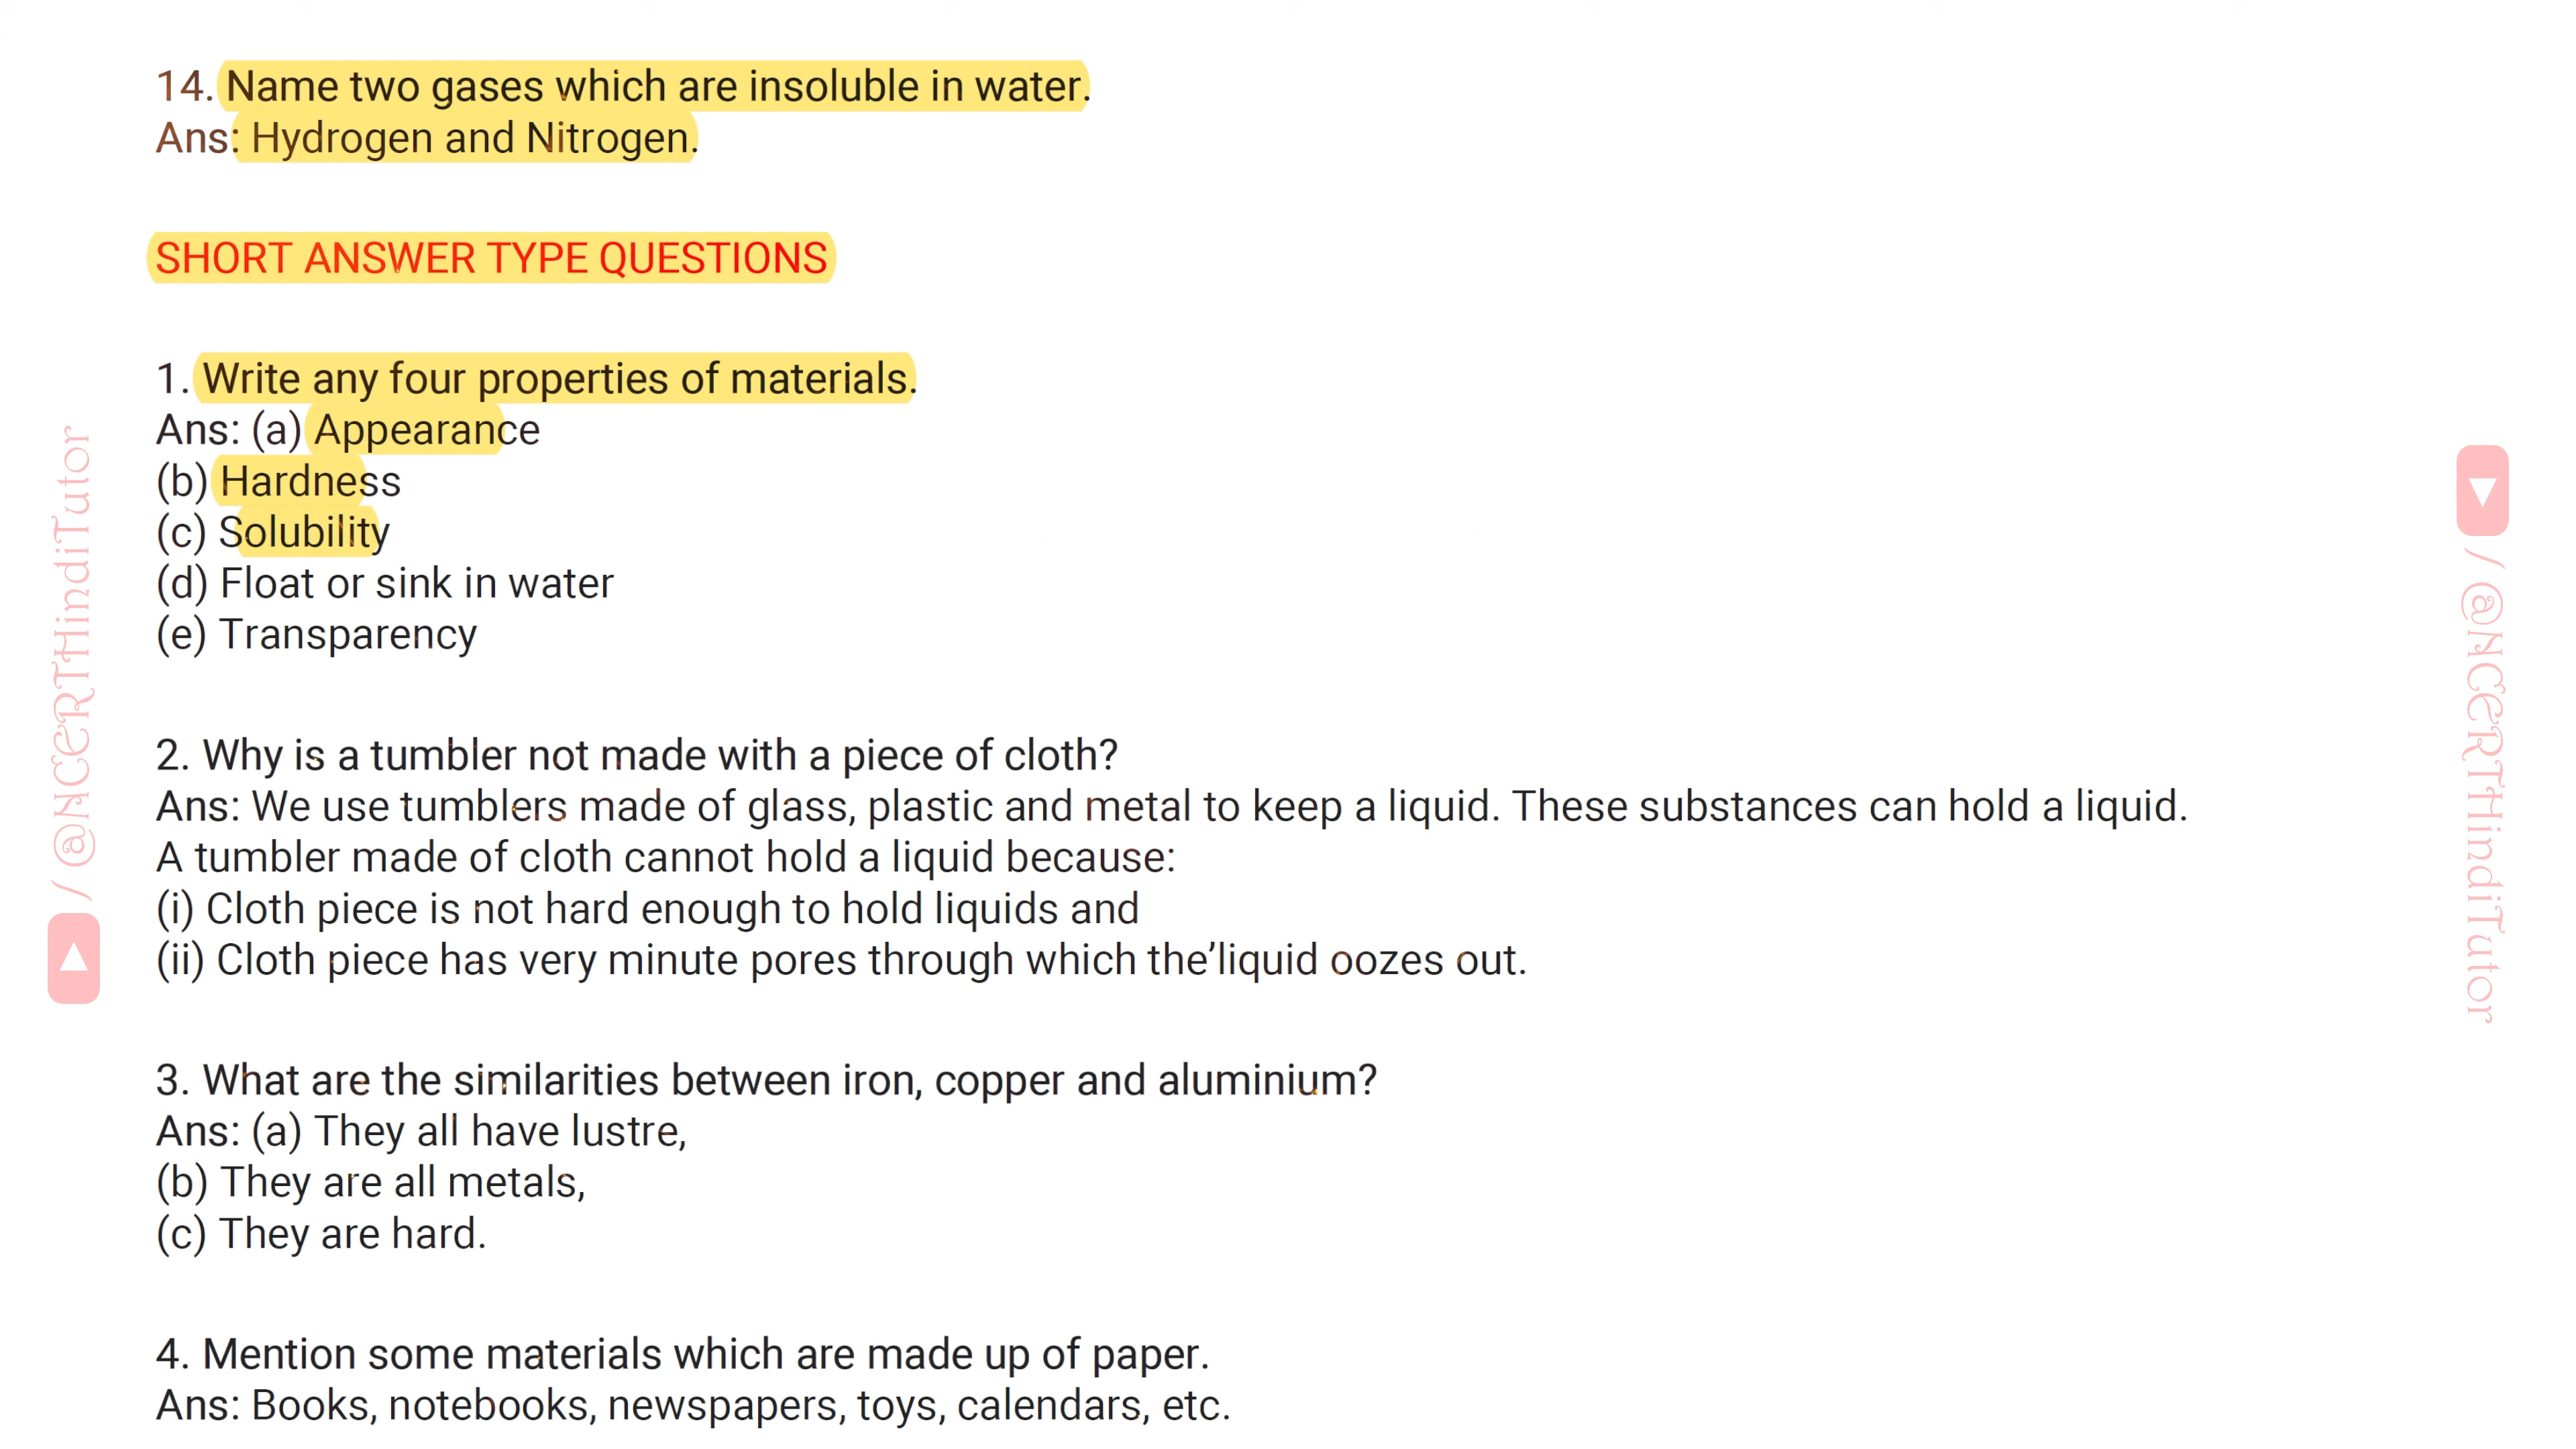 14. Name two gases which are insoluble in water.
Ans: Hydrogen and Nitrogen.
SHORT ANSWER TYPE QUESTIONS
1. Write any four properties of materials.
Ans: (a) Appearance
(b) Hardness
(c) Solubility
(d) Float or sink in water
(e) Transparency
2. Why is a tumbler not made with a piece of cloth?
Ans: We use tumblers made of glass, plastic and metal to keep a liquid. These substances can hold a liquid.
A tumbler made of cloth cannot hold a liquid because:
(i) Cloth piece is not hard enough to hold liquids and
(ii) Cloth piece has very minute pores through which the’liquid oozes out.
3. What are the similarities between iron, copper and aluminium?
Ans: (a) They all have lustre,
(b) They are all metals,
(c) They are hard.
4. Mention some materials which are made up of paper.
Ans: Books, notebooks, newspapers, toys, calendars, etc.
/ @NCERTHindiTutor
/ @NCERTHindiTutor